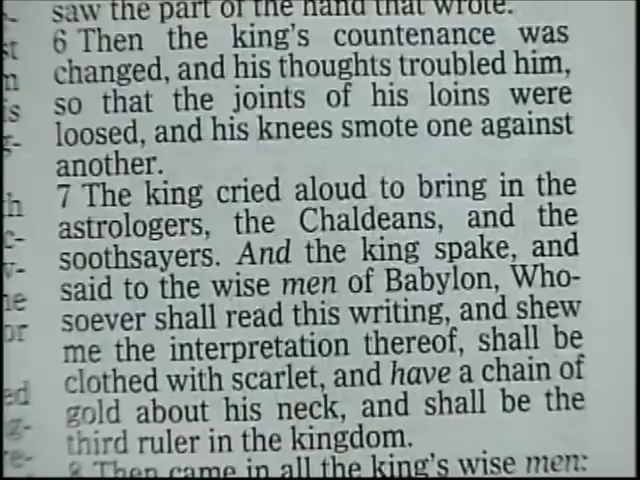 saw the part of the hand that wrote.
6 Then the king's countenance was
changed, and his thoughts troubled him,
so that the joints of his loins were
loosed, and his knees smote one against
another.
7 The king cried aloud to bring in the
astrologers, the Chaldeans, and the
soothsayers. And the king spake, and
said to the wise men of Babylon, Who-
soever shall read this writing, and shew
me the interpretation thereof, shall be
clothed with scarlet, and have a chain of
gold about his neck, and shall be the
third ruler in the kingdom.
8 Then came in all the king's wise men: